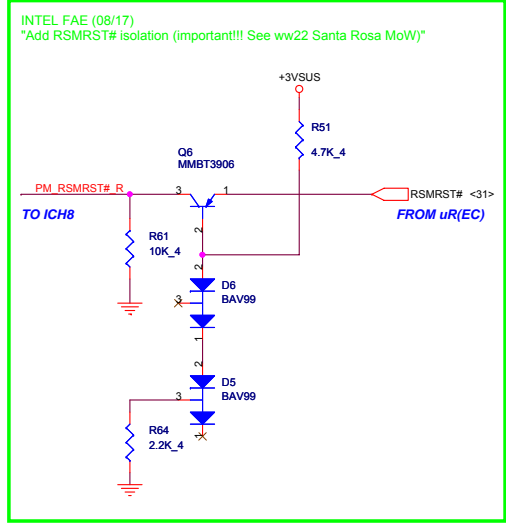 INTEL FAE (08/17)
"Add RSMRST# isolation (important!!! See ww22 Santa Rosa MoW)"
+3VSUS
R51
4.7K_4
Q6
MMBT3906
PM_RSMRST#_R
3
1
RSMRST# <31>
TO ICH8
FROM uR(EC)
2
R61
10K_4
2
D6
BAV99
3
1
2
D5
BAV99
3
R64
2.2K_4
1